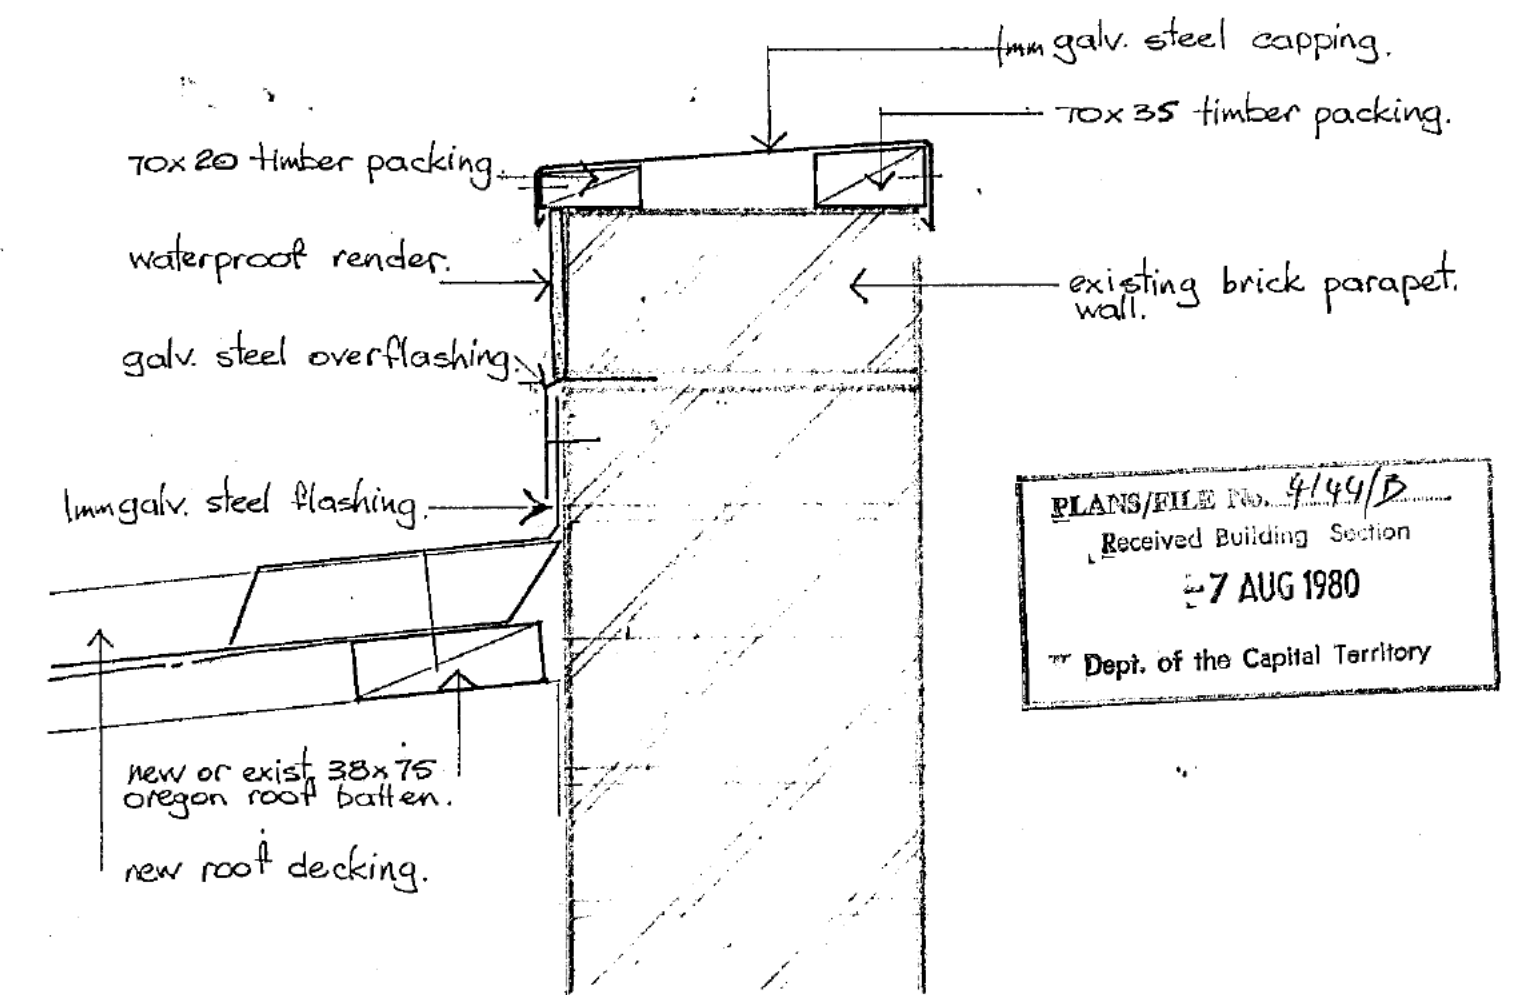 1mm galv. steel capping.
70x35 timber packing.
70x20 timber packing.
waterproof render.
existing brick parapet.
wall.
galv. steel overflashing.
1mm galv. steel flashing.
PLANS/FILE No. 4144/B
Received Building Section
-7 AUG 1980
Dept. of the Capital Territory
new or exist. 38x75
oregon roof batten.
new roof decking.